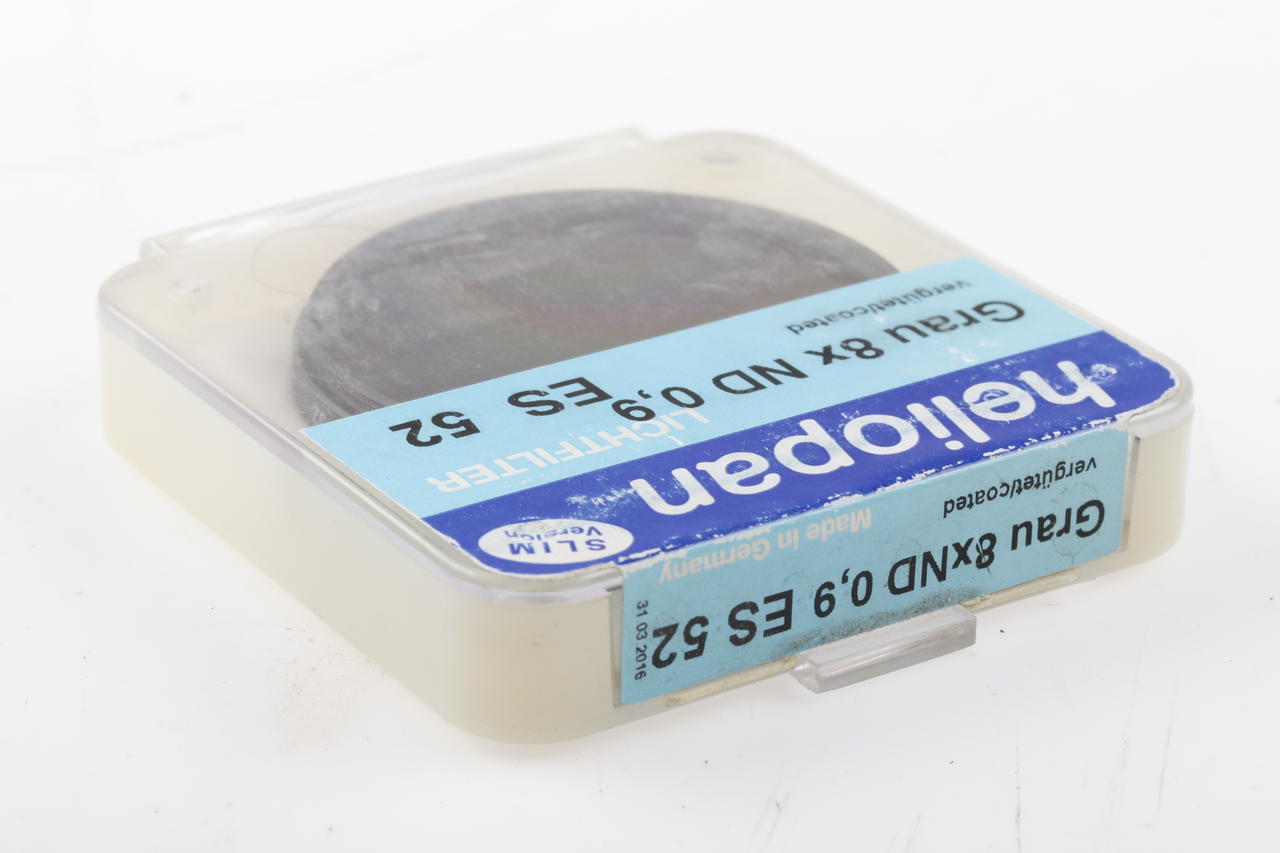 heliopan
SLIM
Version
LICHTFILTER
Grau 8x ND 0,9 ES 52
vergütet/coated
Grau 8xND 0,9 ES 52
vergütet/coated
Made in Germany
31.03.2016